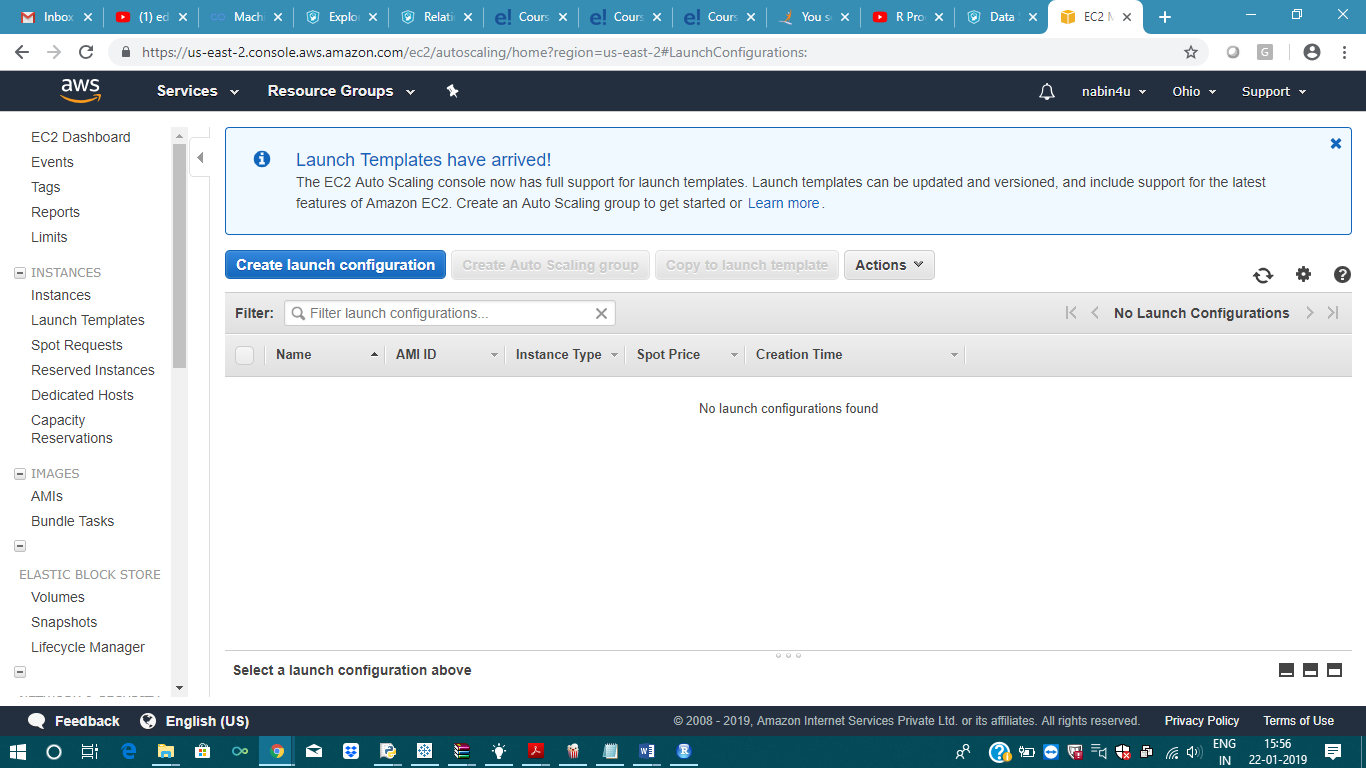 Inbox
(1) ed
Mach
Explo
Relati
e! Cours
e! Cours
e! Cours
You s
R Pro
Data
EC2 M
https://us-east-2.console.aws.amazon.com/ec2/autoscaling/home?region=us-east-2#LaunchConfigurations:
G
aws
Services
Resource Groups
nabin4u
Ohio
Support
EC2 Dashboard
Events
Tags
Reports
Limits
INSTANCES
Instances
Launch Templates
Spot Requests
Reserved Instances
Dedicated Hosts
Capacity
Reservations
IMAGES
AMIs
Bundle Tasks
ELASTIC BLOCK STORE
Volumes
Snapshots
Lifecycle Manager
Launch Templates have arrived!
The EC2 Auto Scaling console now has full support for launch templates. Launch templates can be updated and versioned, and include support for the latest
features of Amazon EC2. Create an Auto Scaling group to get started or Learn more .
Create launch configuration
Create Auto Scaling group
Copy to launch template
Actions
Filter:
Filter launch configurations...
No Launch Configurations
Name
AMI ID
Instance Type
Spot Price
Creation Time
No launch configurations found
Select a launch configuration above
Feedback
English (US)
© 2008 - 2019, Amazon Internet Services Private Ltd. or its affiliates. All rights reserved.
Privacy Policy
Terms of Use
ENG
IN
15:56
22-01-2019